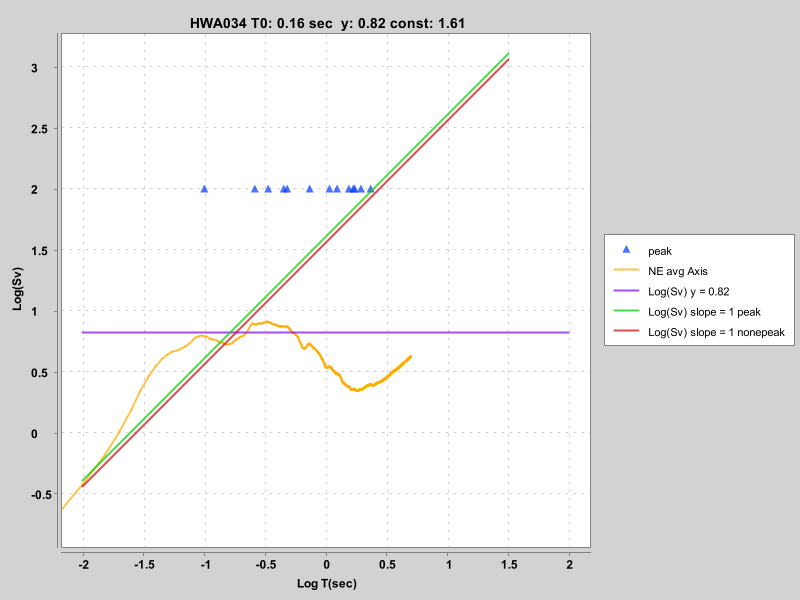 HWA034 T0: 0.16 sec  y: 0.82 const: 1.61
Log(Sv)
3
2.5
2
1.5
1
0.5
0
-0.5
-2
-1.5
-1
-0.5
0
0.5
1
1.5
2
Log T(sec)
peak
NE avg Axis
Log(Sv) y = 0.82
Log(Sv) slope = 1 peak
Log(Sv) slope = 1 nonepeak